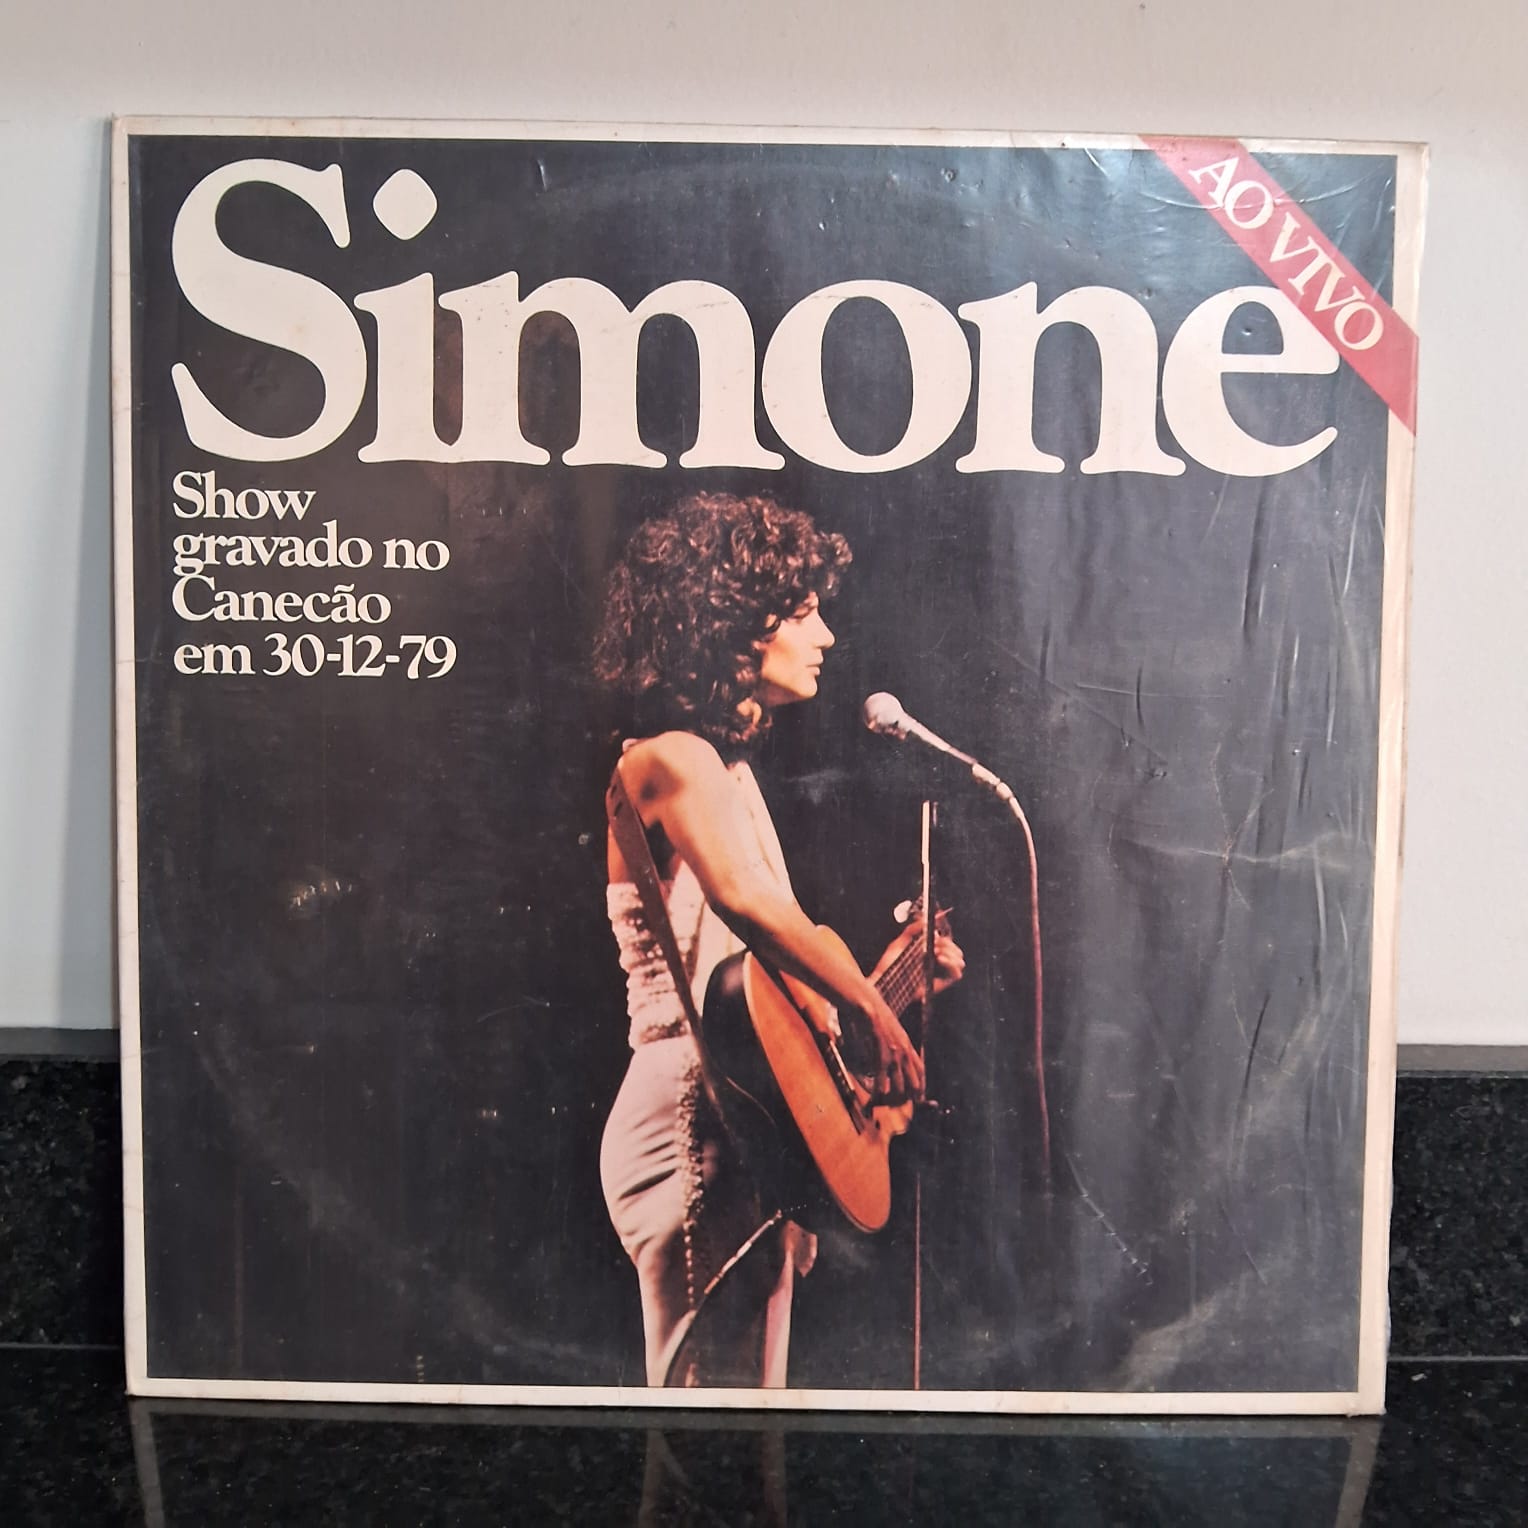 Simone
AO VIVO
Show
gravado no
Canecão
em 30-12-79